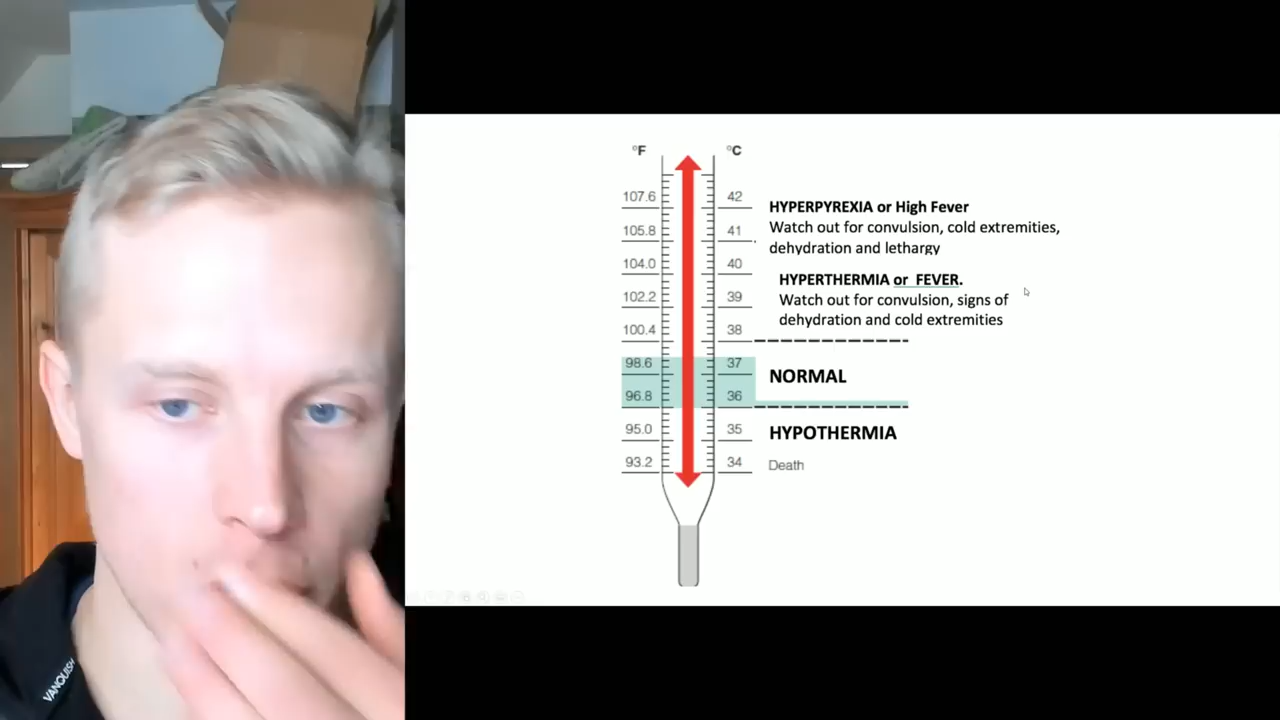 °F °C
107.6 42
105.8 41
104.0 40
102.2 39
100.4 38
98.6 37
96.8 36
95.0 35
93.2 34
HYPERPYREXIA or High Fever
Watch out for convulsion, cold extremities,
dehydration and lethargy
HYPERTHERMIA or FEVER.
Watch out for convulsion, signs of
dehydration and cold extremities
NORMAL
HYPOTHERMIA
Death
VANQUISH